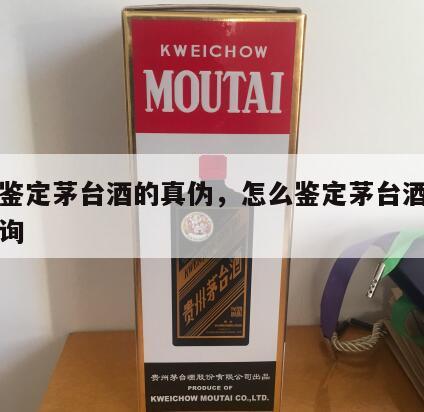 KWEICHOW
MOUTAI
鉴定茅台酒的真伪，怎么鉴定茅台酒
询
KWEICHOW
贵州茅台酒
贵州茅台酒股份有限公司出品
PRODUCE OF
KWEICHOW MOUTAI CO.,LTD.